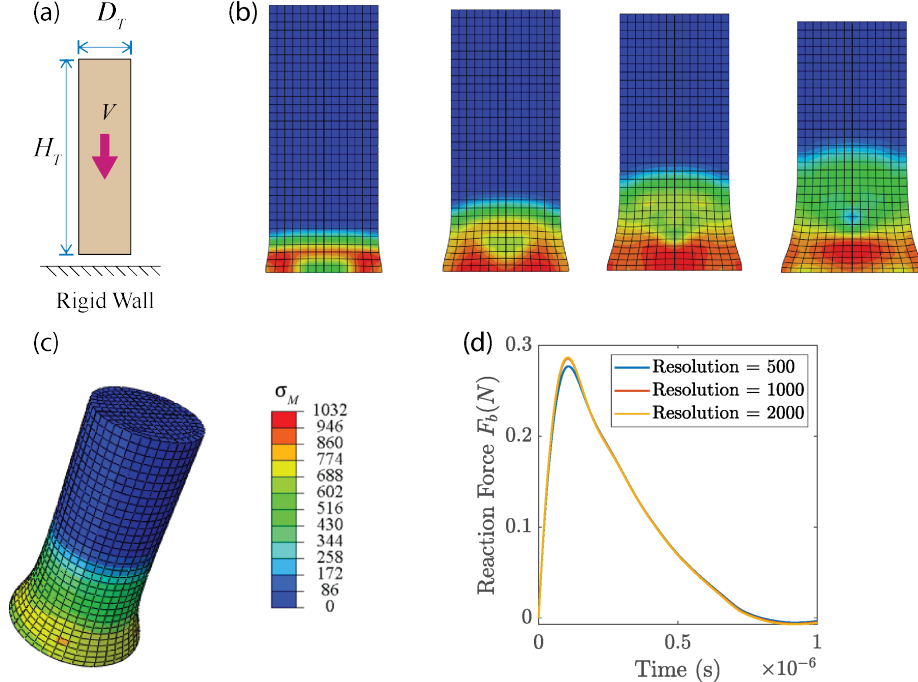 (a)
D_T
V
H_T
Rigid Wall
(b)
(c)
σ_M
1032
946
860
774
688
602
516
430
344
258
172
86
0
(d)
Reaction Force F_b(N)
0.3
0.2
0.1
0
Resolution = 500
Resolution = 1000
Resolution = 2000
0 0.5 1
Time (s) ×10⁻⁶